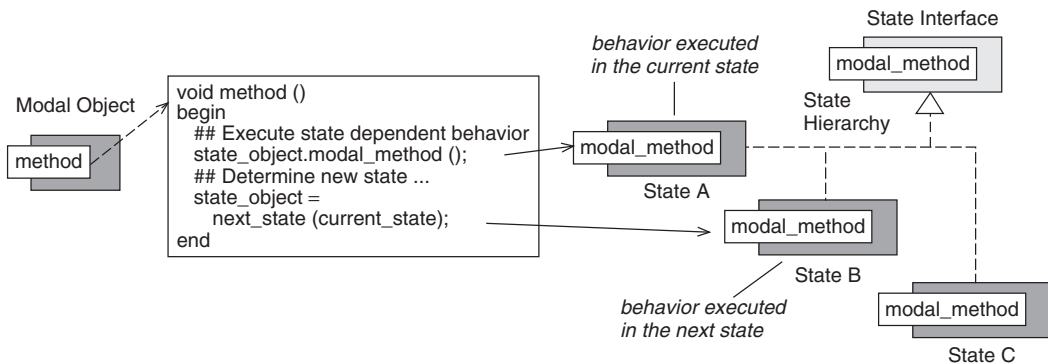 State Interface
modal_method
behavior executed
in the current state
State
Hierarchy
Modal Object
method
void method ()
begin
## Execute state dependent behavior
state_object.modal_method ();
## Determine new state ...
state_object =
next_state (current_state);
end
modal_method
State A
modal_method
State B
behavior executed
in the next state
modal_method
State C